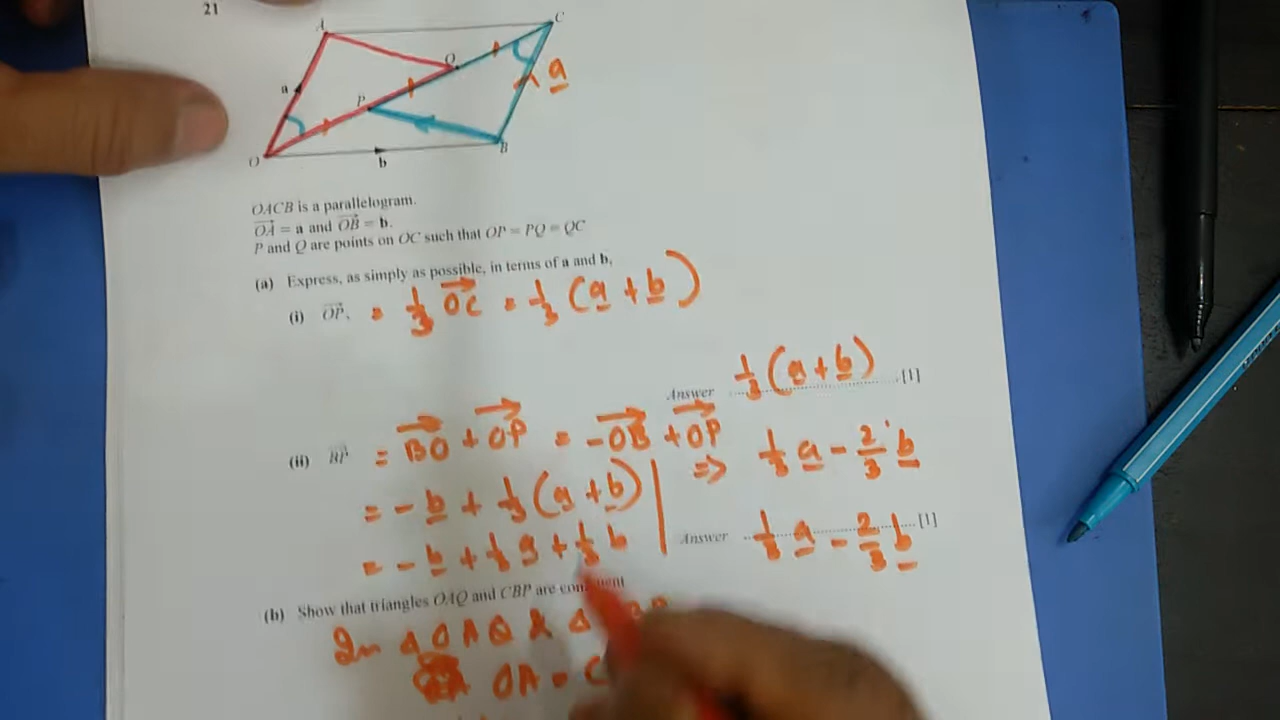 21
A
C
Q
a
a
P
O
b
B
OACB is a parallelogram.
OA = a and OB = b.
P and Q are points on OC such that OP = PQ = QC
(a) Express, as simply as possible, in terms of a and b,
(i) OP, = 1/3 OC = 1/3 (a + b)
Answer 1/3 (a + b) [1]
(ii) BP = BO + OP = -OB + OP
= - b + 1/3 (a + b) ⇒ 1/3 a - 2/3 b
= - b + 1/3 a + 1/3 b
Answer 1/3 a - 2/3 b [1]
(b) Show that triangles OAQ and CBP are
In Δ OAQ & Δ
OA = C